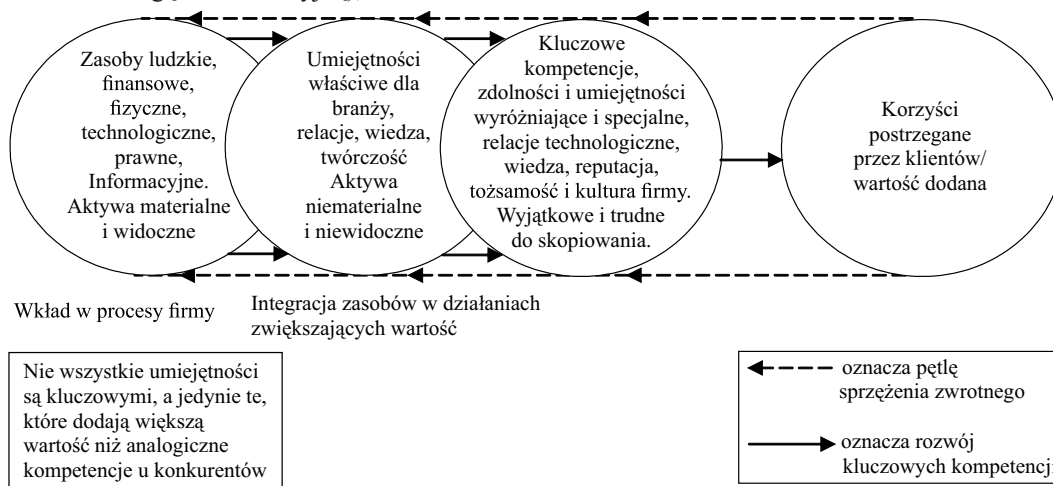 Zasoby ludzkie,
finansowe,
fizyczne,
technologiczne,
prawne,
Informacyjne.
Aktywa materialne
i widoczne
Umiejętności
właściwe dla
branży,
relacje, wiedza,
twórczość
Aktywa
niematerialne
i niewidoczne
Kluczowe
kompetencje,
zdolności i umiejętności
wyróżniające i specjalne,
relacje technologiczne,
wiedza, reputacja,
tożsamość i kultura firmy.
Wyjątkowe i trudne
do skopiowania.
Korzyści
postrzegane
przez klientów/
wartość dodana
Wkład w procesy firmy
Integracja zasobów w działaniach
zwiększających wartość
Nie wszystkie umiejętności
są kluczowymi, a jedynie te,
które dodają większą
wartość niż analogiczne
kompetencje u konkurentów
oznacza pętlę
sprzężenia zwrotnego
oznacza rozwój
kluczowych kompetencji